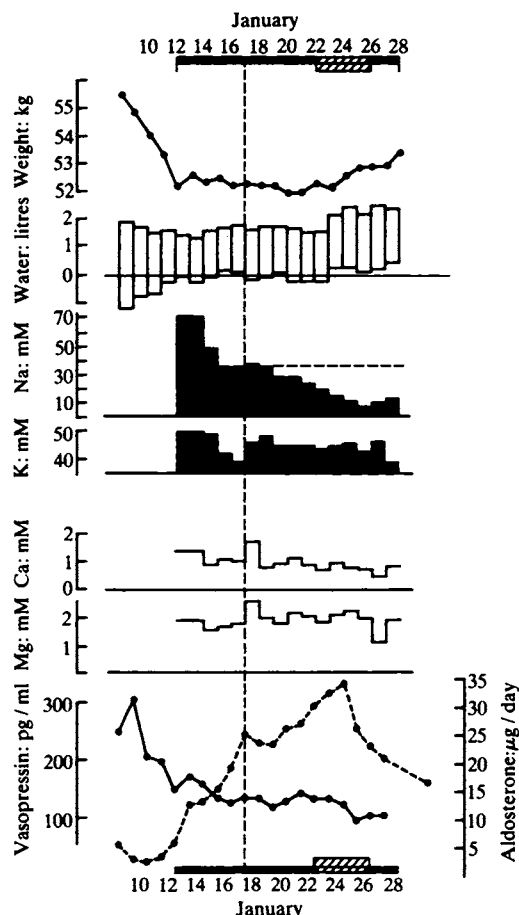 January
10 12 14 16 18 20 22 24 26 28
Weight: kg
55
54
53
52
Water: litres
2
1
0
1
Na: mM
70
50
30
10
K: mM
50
40
Ca: mM
2
1
0
Mg: mM
2
1
Vasopressin: pg / ml
300
200
100
Aldosterone: µg / day
35
30
25
20
15
10
5
10 12 14 16 18 20 22 24 26 28
January